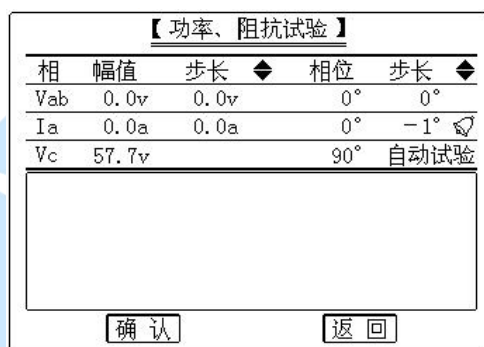 【功率、阻抗试验】
相 幅值 步长 相位 步长
Vab 0.0v 0.0v 0° 0°
Ia 0.0a 0.0a 0° -1°
Vc 57.7v 90° 自动试验
确认 返回